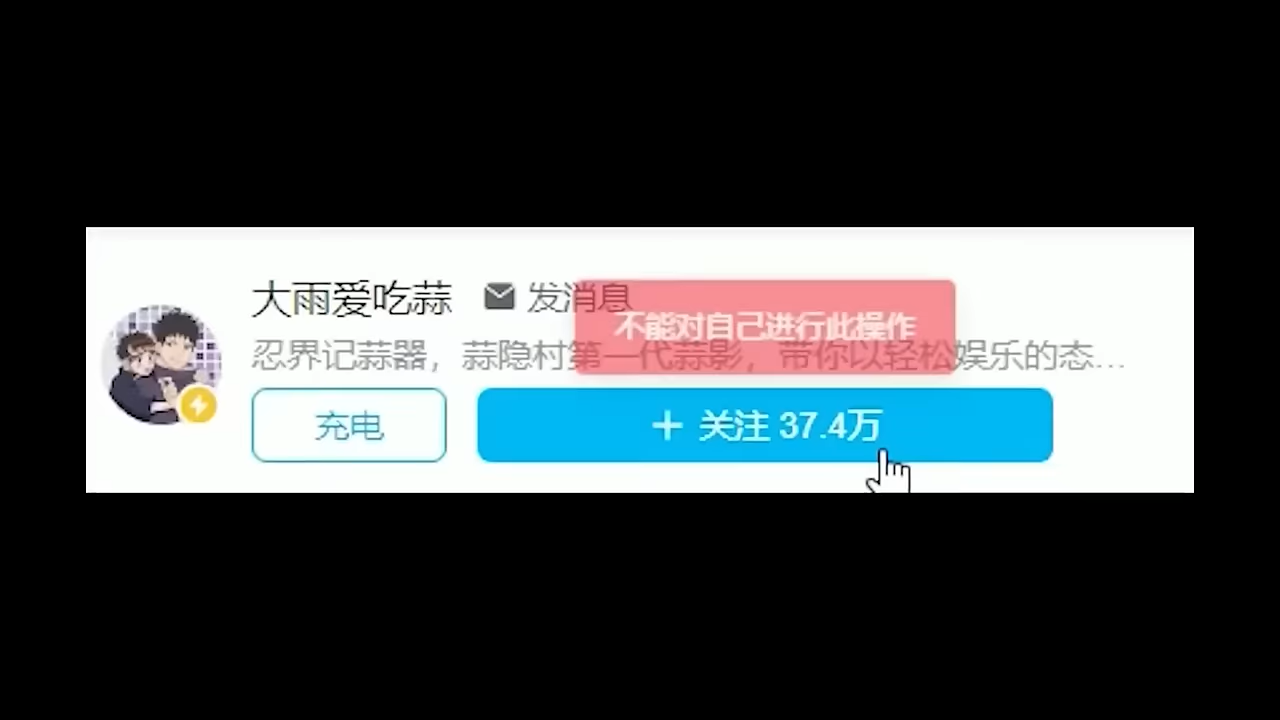 大雨爱吃蒜 发消息
不能对自己进行此操作
忍界记蒜器，蒜隐村第一代蒜影，带你以轻松娱乐的态...
充电 + 关注 37.4万